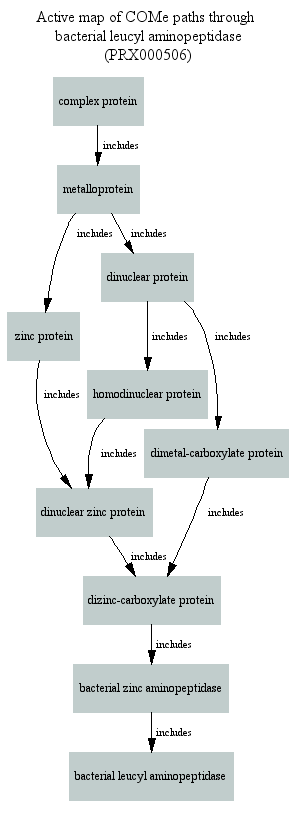 Active map of COMe paths through
bacterial leucyl aminopeptidase
(PRX000506)
complex protein
includes
metalloprotein
includes
includes
dinuclear protein
zinc protein
includes
includes
includes
homodinuclear protein
includes
dimetal-carboxylate protein
dinuclear zinc protein
includes
includes
dizinc-carboxylate protein
includes
bacterial zinc aminopeptidase
includes
bacterial leucyl aminopeptidase